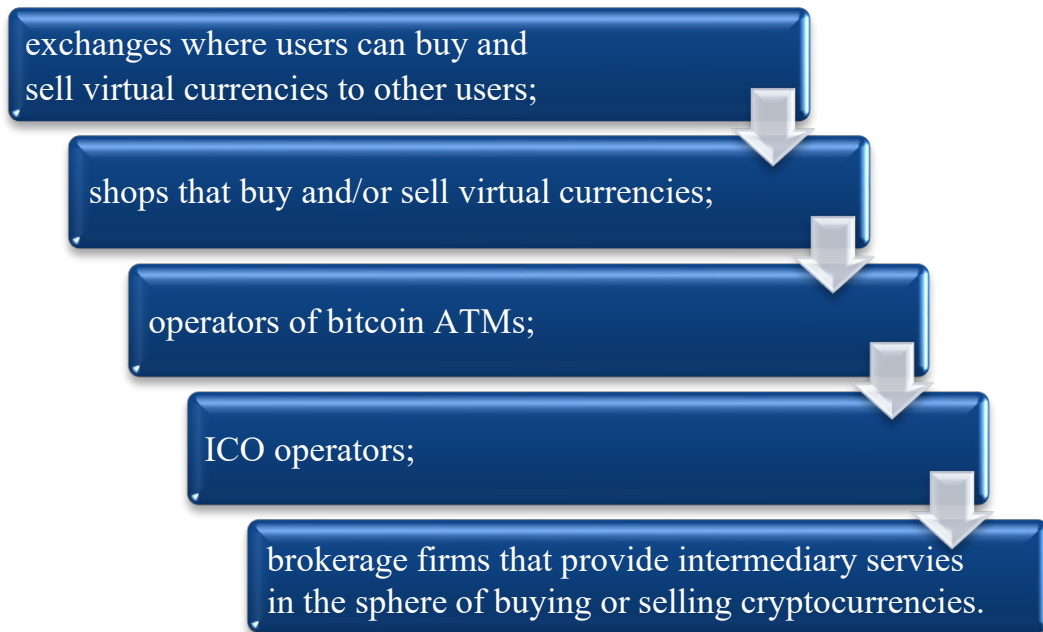 exchanges where users can buy and
sell virtual currencies to other users;
shops that buy and/or sell virtual currencies;
operators of bitcoin ATMs;
ICO operators;
brokerage firms that provide intermediary servies
in the sphere of buying or selling cryptocurrencies.